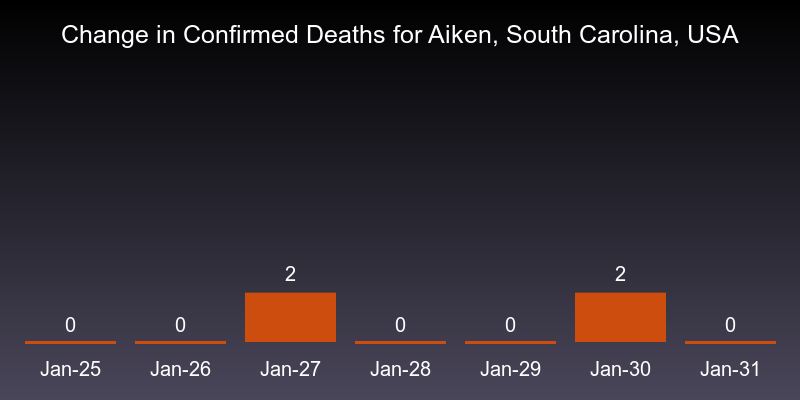 Change in Confirmed Deaths for Aiken, South Carolina, USA
0 0 2 0 0 2 0
Jan-25 Jan-26 Jan-27 Jan-28 Jan-29 Jan-30 Jan-31